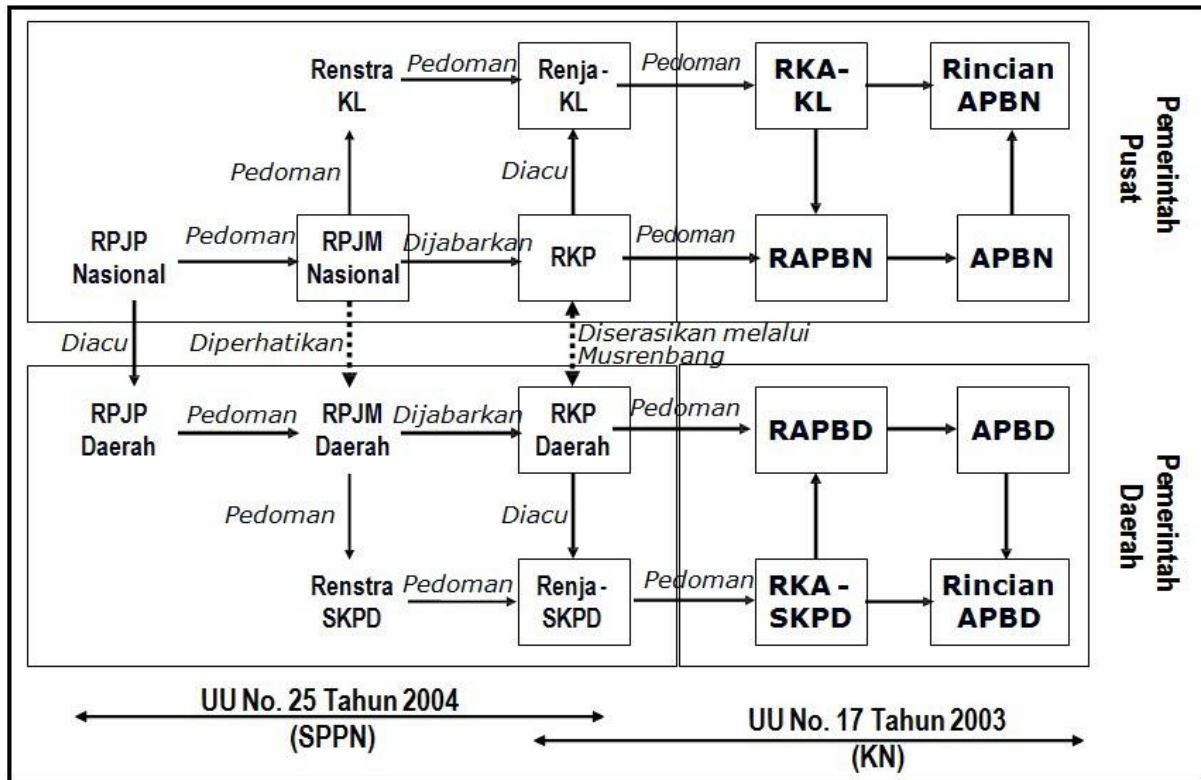 Renstra
KL
Pedoman
Renja -
KL
Pedoman
RKA-
KL
Rincian
APBN
Pemerintah
Pusat
Pedoman
Diacu
RPJP
Nasional
Pedoman
RPJM
Nasional
Dijabarkan
RKP
Pedoman
RAPBN
APBN
Diacu
Diperhatikan
Diserasikan melalui
Musrenbang
RPJP
Daerah
Pedoman
RPJM
Daerah
Dijabarkan
RKP
Daerah
Pedoman
RAPBD
APBD
Pemerintah
Daerah
Pedoman
Diacu
Renstra
SKPD
Pedoman
Renja -
SKPD
Pedoman
RKA -
SKPD
Rincian
APBD
UU No. 25 Tahun 2004
(SPPN)
UU No. 17 Tahun 2003
(KN)